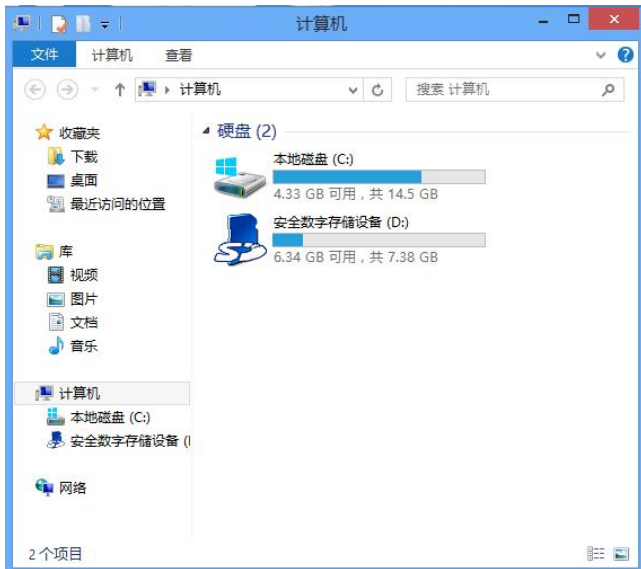 计算机
文件 计算机 查看
计算机
搜索 计算机
收藏夹
下载
桌面
最近访问的位置
库
视频
图片
文档
音乐
计算机
本地磁盘 (C:)
安全数字存储设备 (
网络
硬盘 (2)
本地磁盘 (C:)
4.33 GB 可用，共 14.5 GB
安全数字存储设备 (D:)
6.34 GB 可用，共 7.38 GB
2 个项目